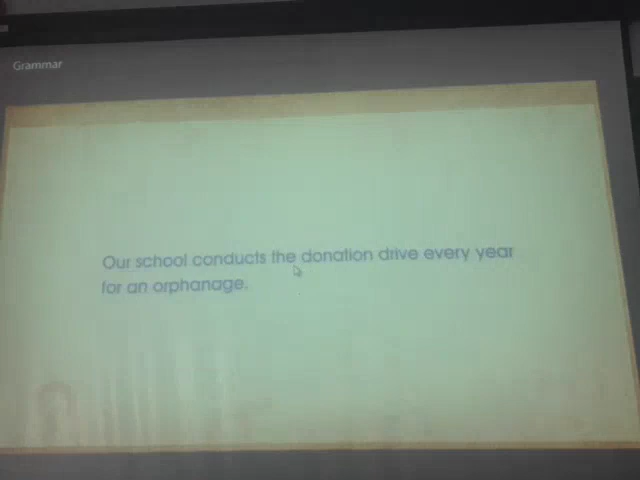 Grammar
Our school conducts the donation drive every year
for an orphanage.